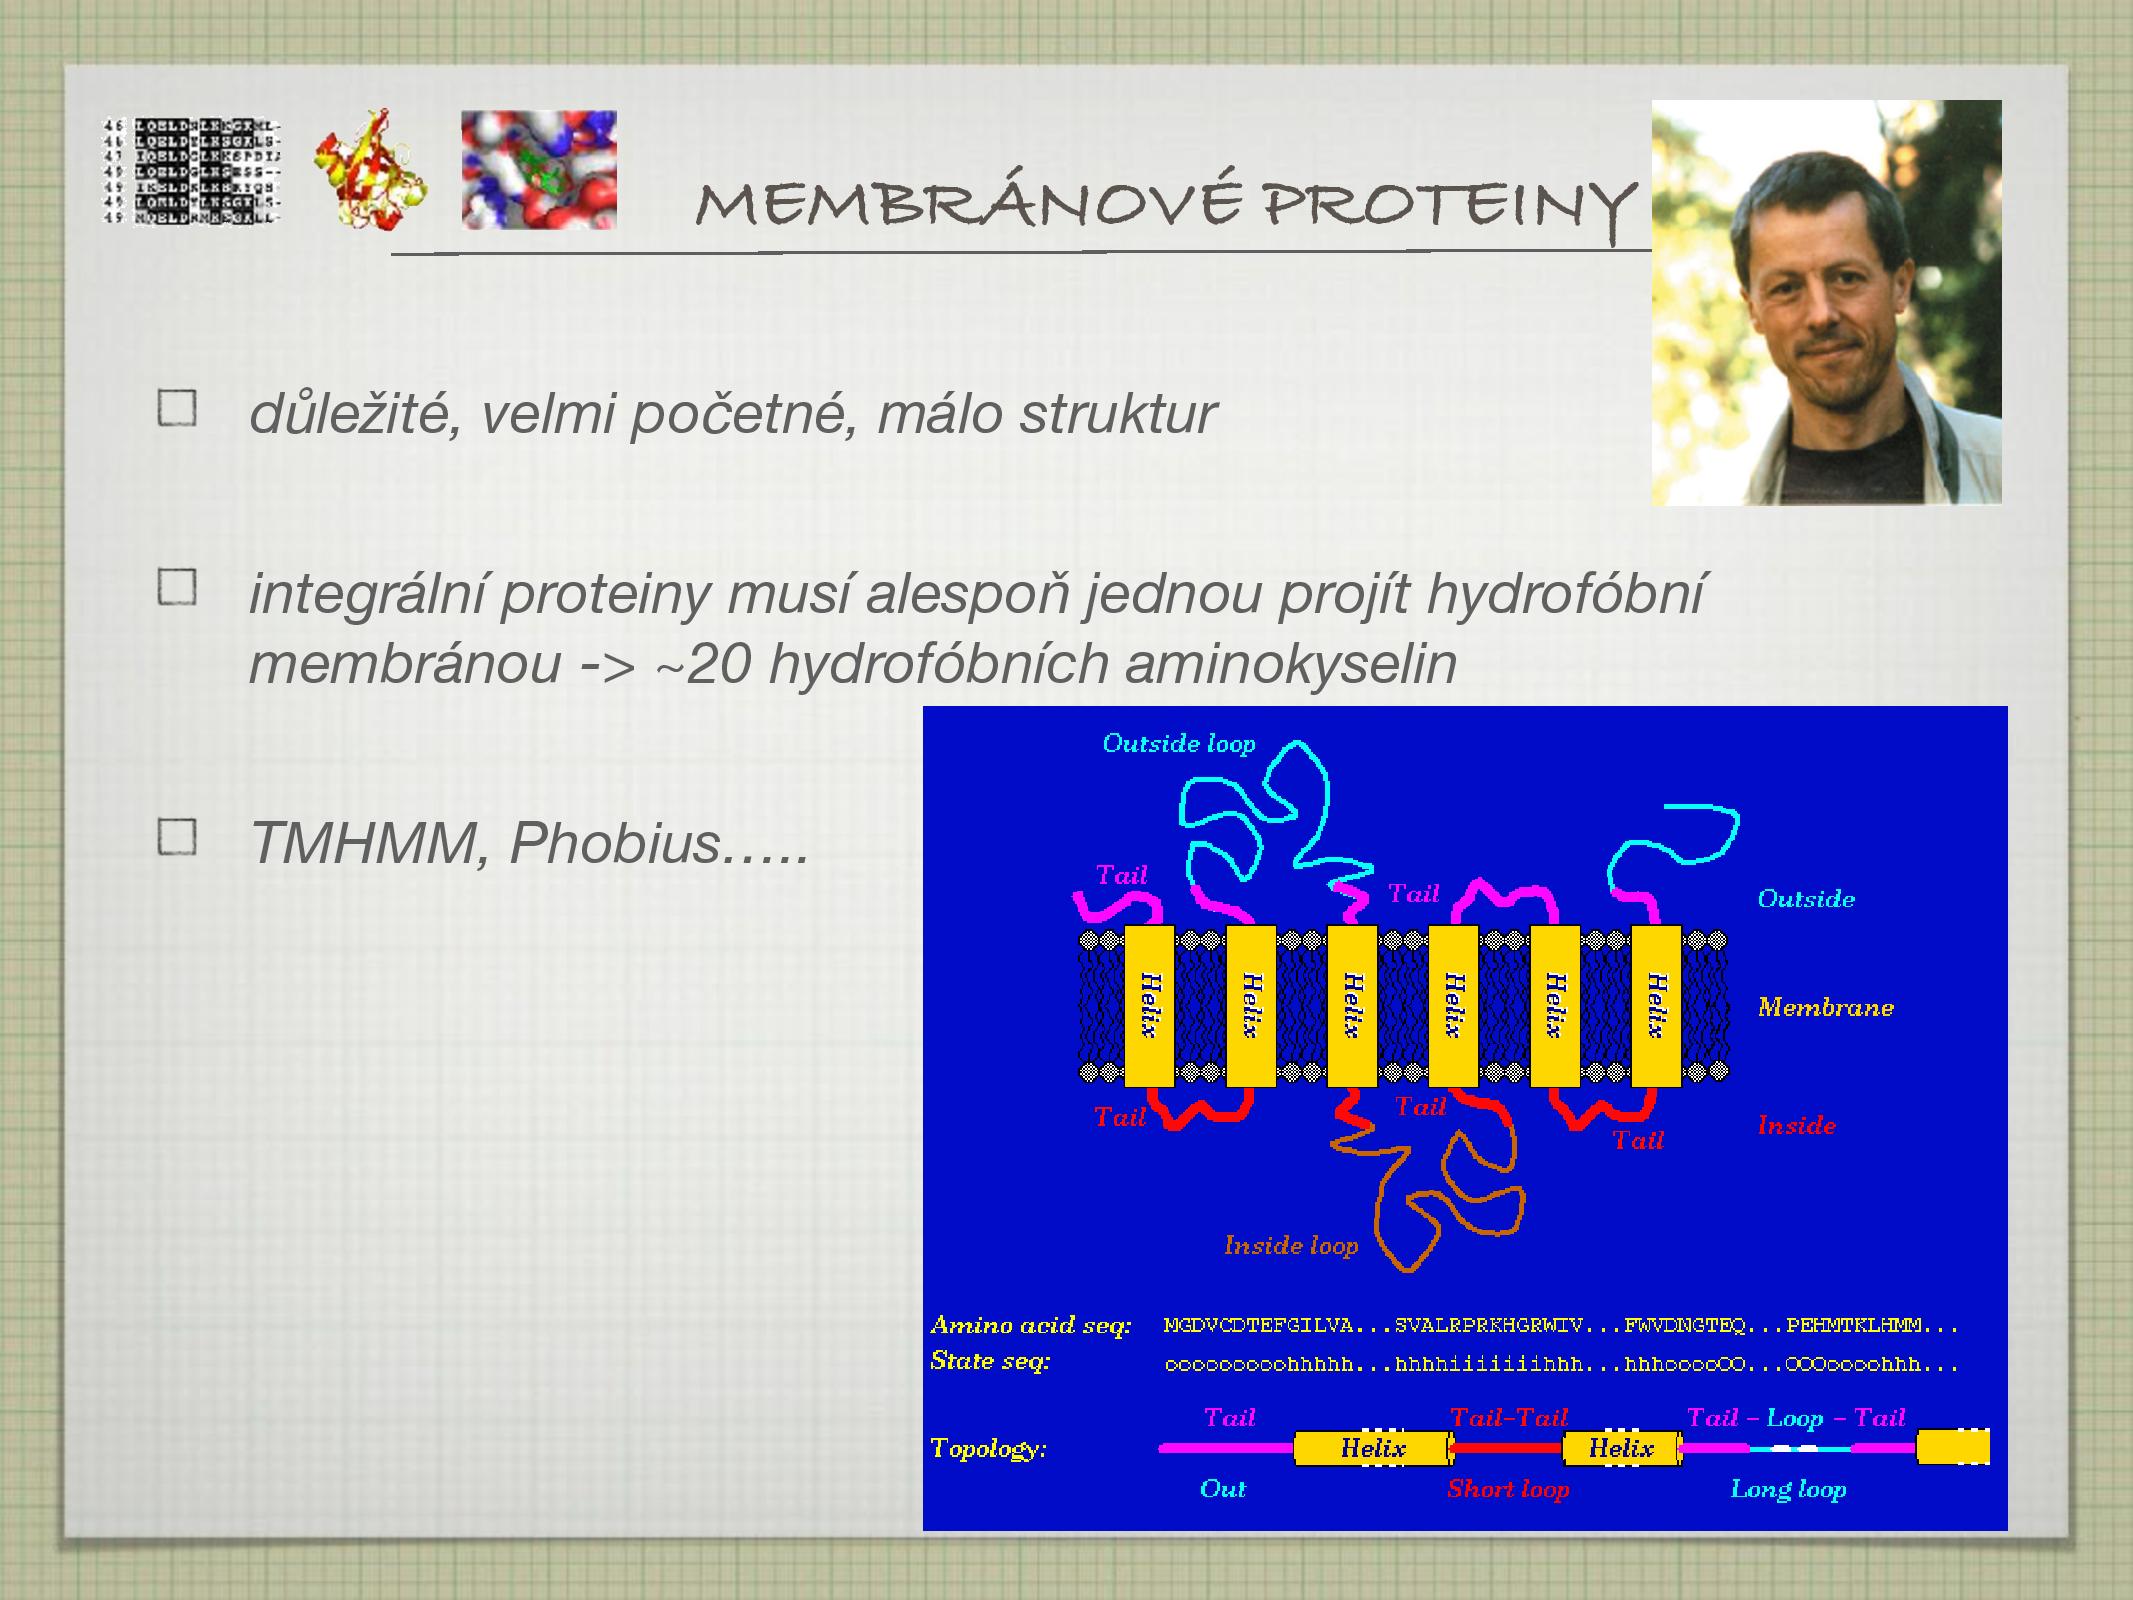 MEMBRÁNOVÉ PROTEINY
důležité, velmi početné, málo struktur
integrální proteiny musí alespoň jednou projít hydrofóbní
membránou -> ~20 hydrofóbních aminokyselin
TMHMM, Phobius.....
Outside loop
Tail
Tail
Outside
Helix
Helix
Helix
Helix
Helix
Helix
Membrane
Tail
Tail
Tail
Inside
Inside loop
Amino acid seq: MGDVCDTEFGILVA...SVALRPRKHGRWIV...FWVDNGTEQ...PEHMTKLHMM...
State seq: ooooooooohhhhh...hhhhiiiiiiihhh...hhhooooOO...OOOoooohhh...
Tail Tail-Tail Tail - Loop - Tail
Topology: Helix Helix
Out Short loop Long loop